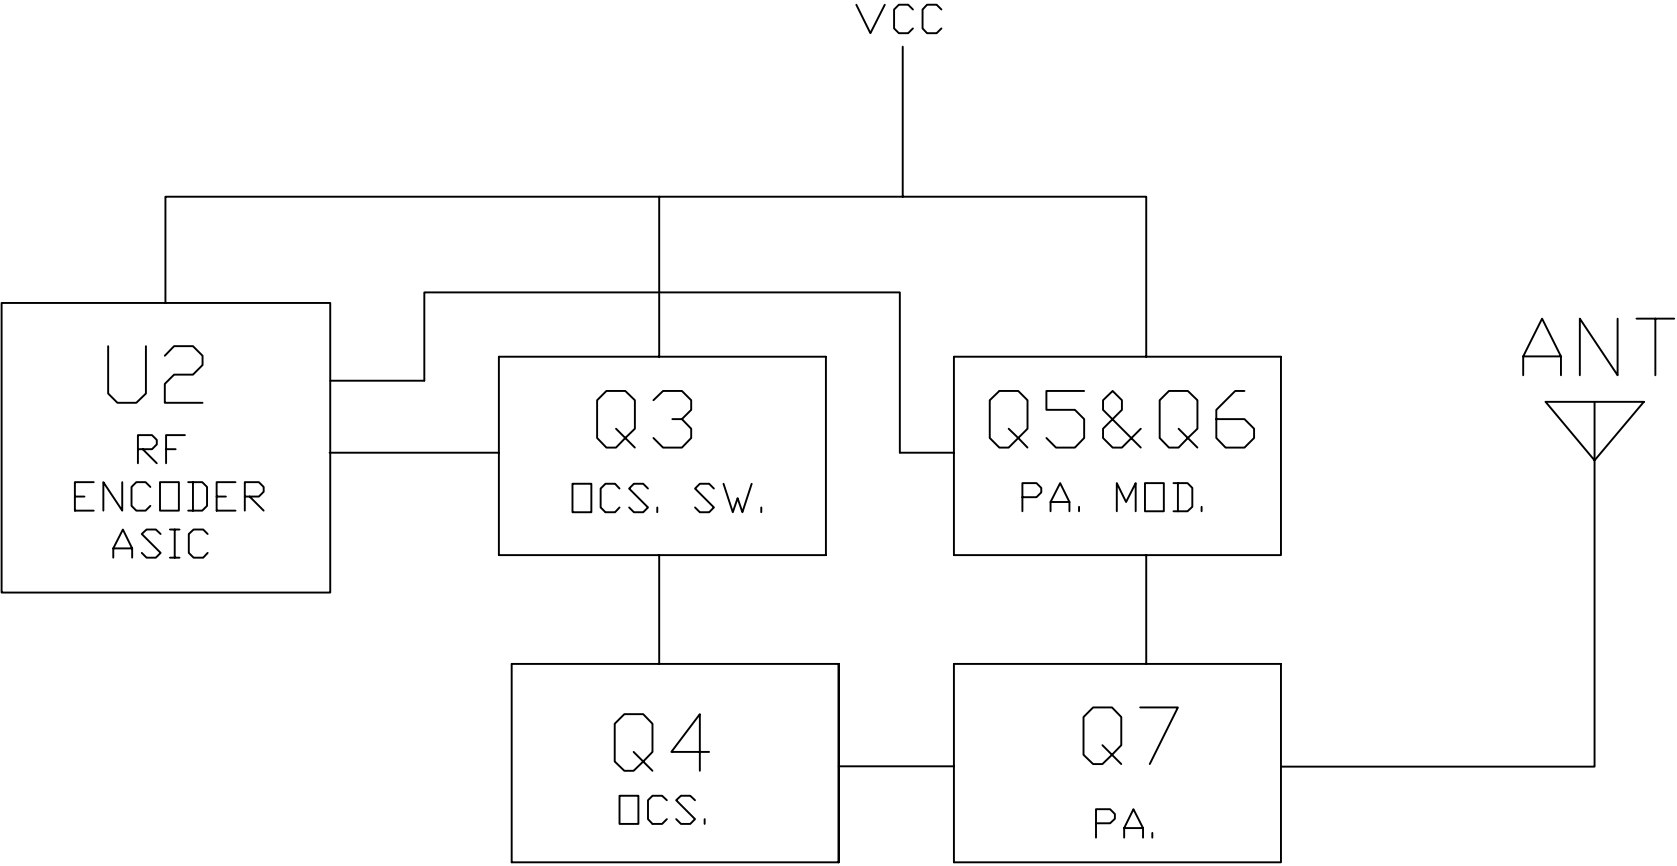 VCC
ANT
U2
RF
ENCODER
ASIC
Q3
OCS. SW.
Q5&Q6
PA. MOD.
Q4
OCS.
Q7
PA.